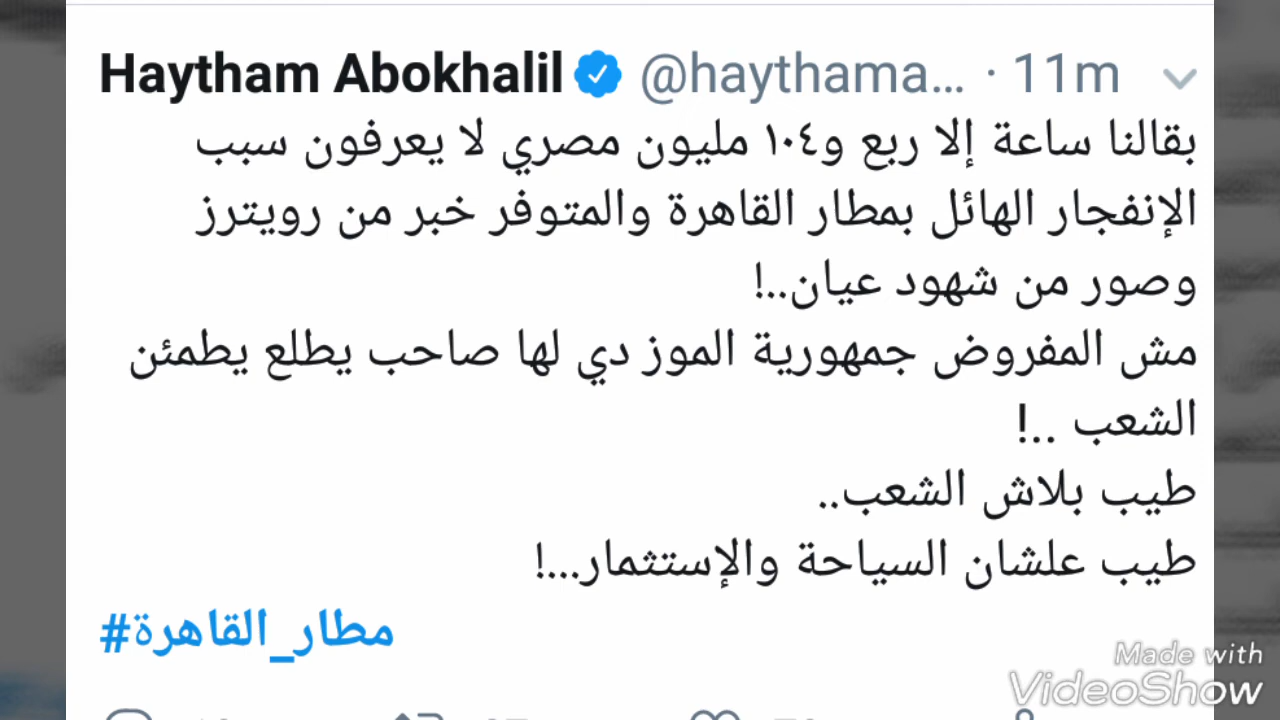 Haytham Abokhalil @haythama... · 11m
بقالنا ساعة إلا ربع و١٠٤ مليون مصري لا يعرفون سبب
الإنفجار الهائل بمطار القاهرة والمتوفر خبر من رويترز
وصور من شهود عيان..!
مش المفروض جمهورية الموز دي لها صاحب يطلع يطمئن
الشعب ..!
طيب بلاش الشعب..
طيب علشان السياحة والإستثمار...!
#مطار_القاهرة
Made with
VideoShow